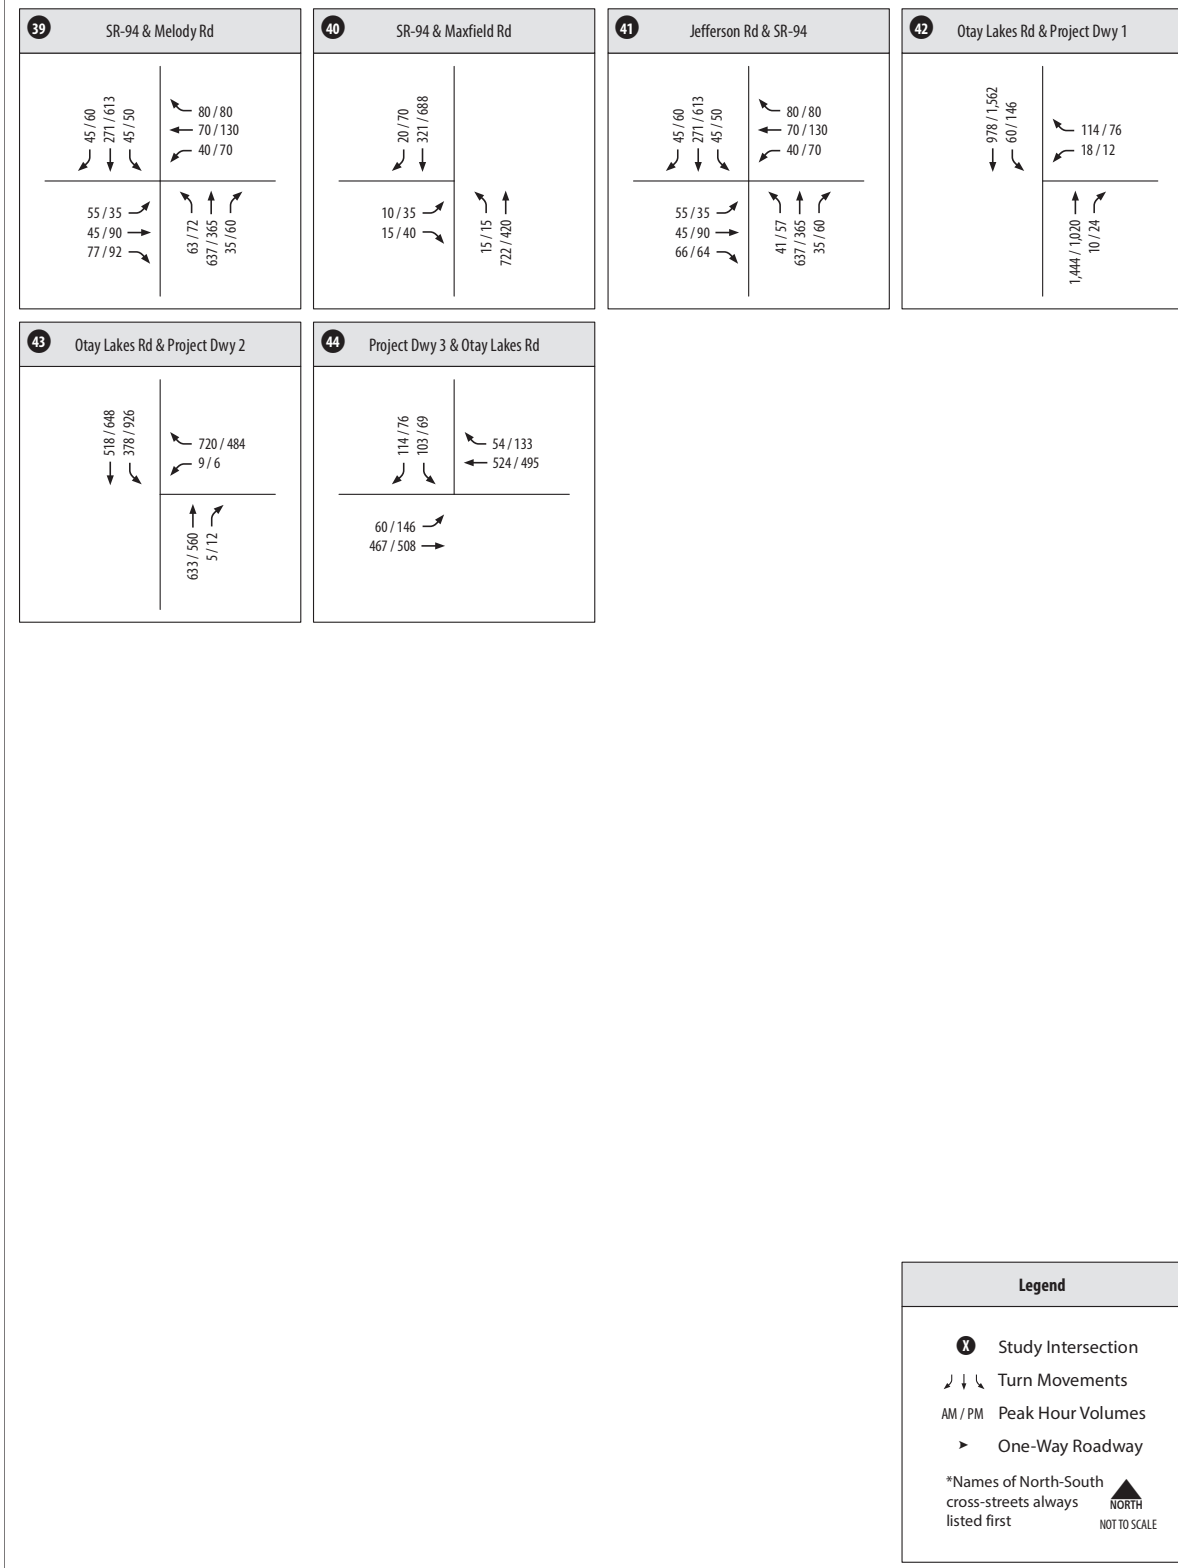 39 SR-94 & Melody Rd
45 / 60
271 / 613
45 / 50
80 / 80
70 / 130
40 / 70
55 / 35
45 / 90
77 / 92
63 / 72
637 / 365
35 / 60
40 SR-94 & Maxfield Rd
20 / 70
321 / 688
10 / 35
15 / 40
15 / 15
722 / 420
41 Jefferson Rd & SR-94
45 / 60
271 / 613
45 / 50
80 / 80
70 / 130
40 / 70
55 / 35
45 / 90
66 / 64
41 / 57
637 / 365
35 / 60
42 Otay Lakes Rd & Project Dwy 1
978 / 1,562
60 / 146
114 / 76
18 / 12
1,444 / 1,020
10 / 24
43 Otay Lakes Rd & Project Dwy 2
518 / 648
378 / 926
720 / 484
9 / 6
633 / 560
5 / 12
44 Project Dwy 3 & Otay Lakes Rd
114 / 76
103 / 69
54 / 133
524 / 495
60 / 146
467 / 508
Legend
X Study Intersection
Turn Movements
AM / PM Peak Hour Volumes
One-Way Roadway
*Names of North-South
cross-streets always
listed first
NORTH
NOT TO SCALE